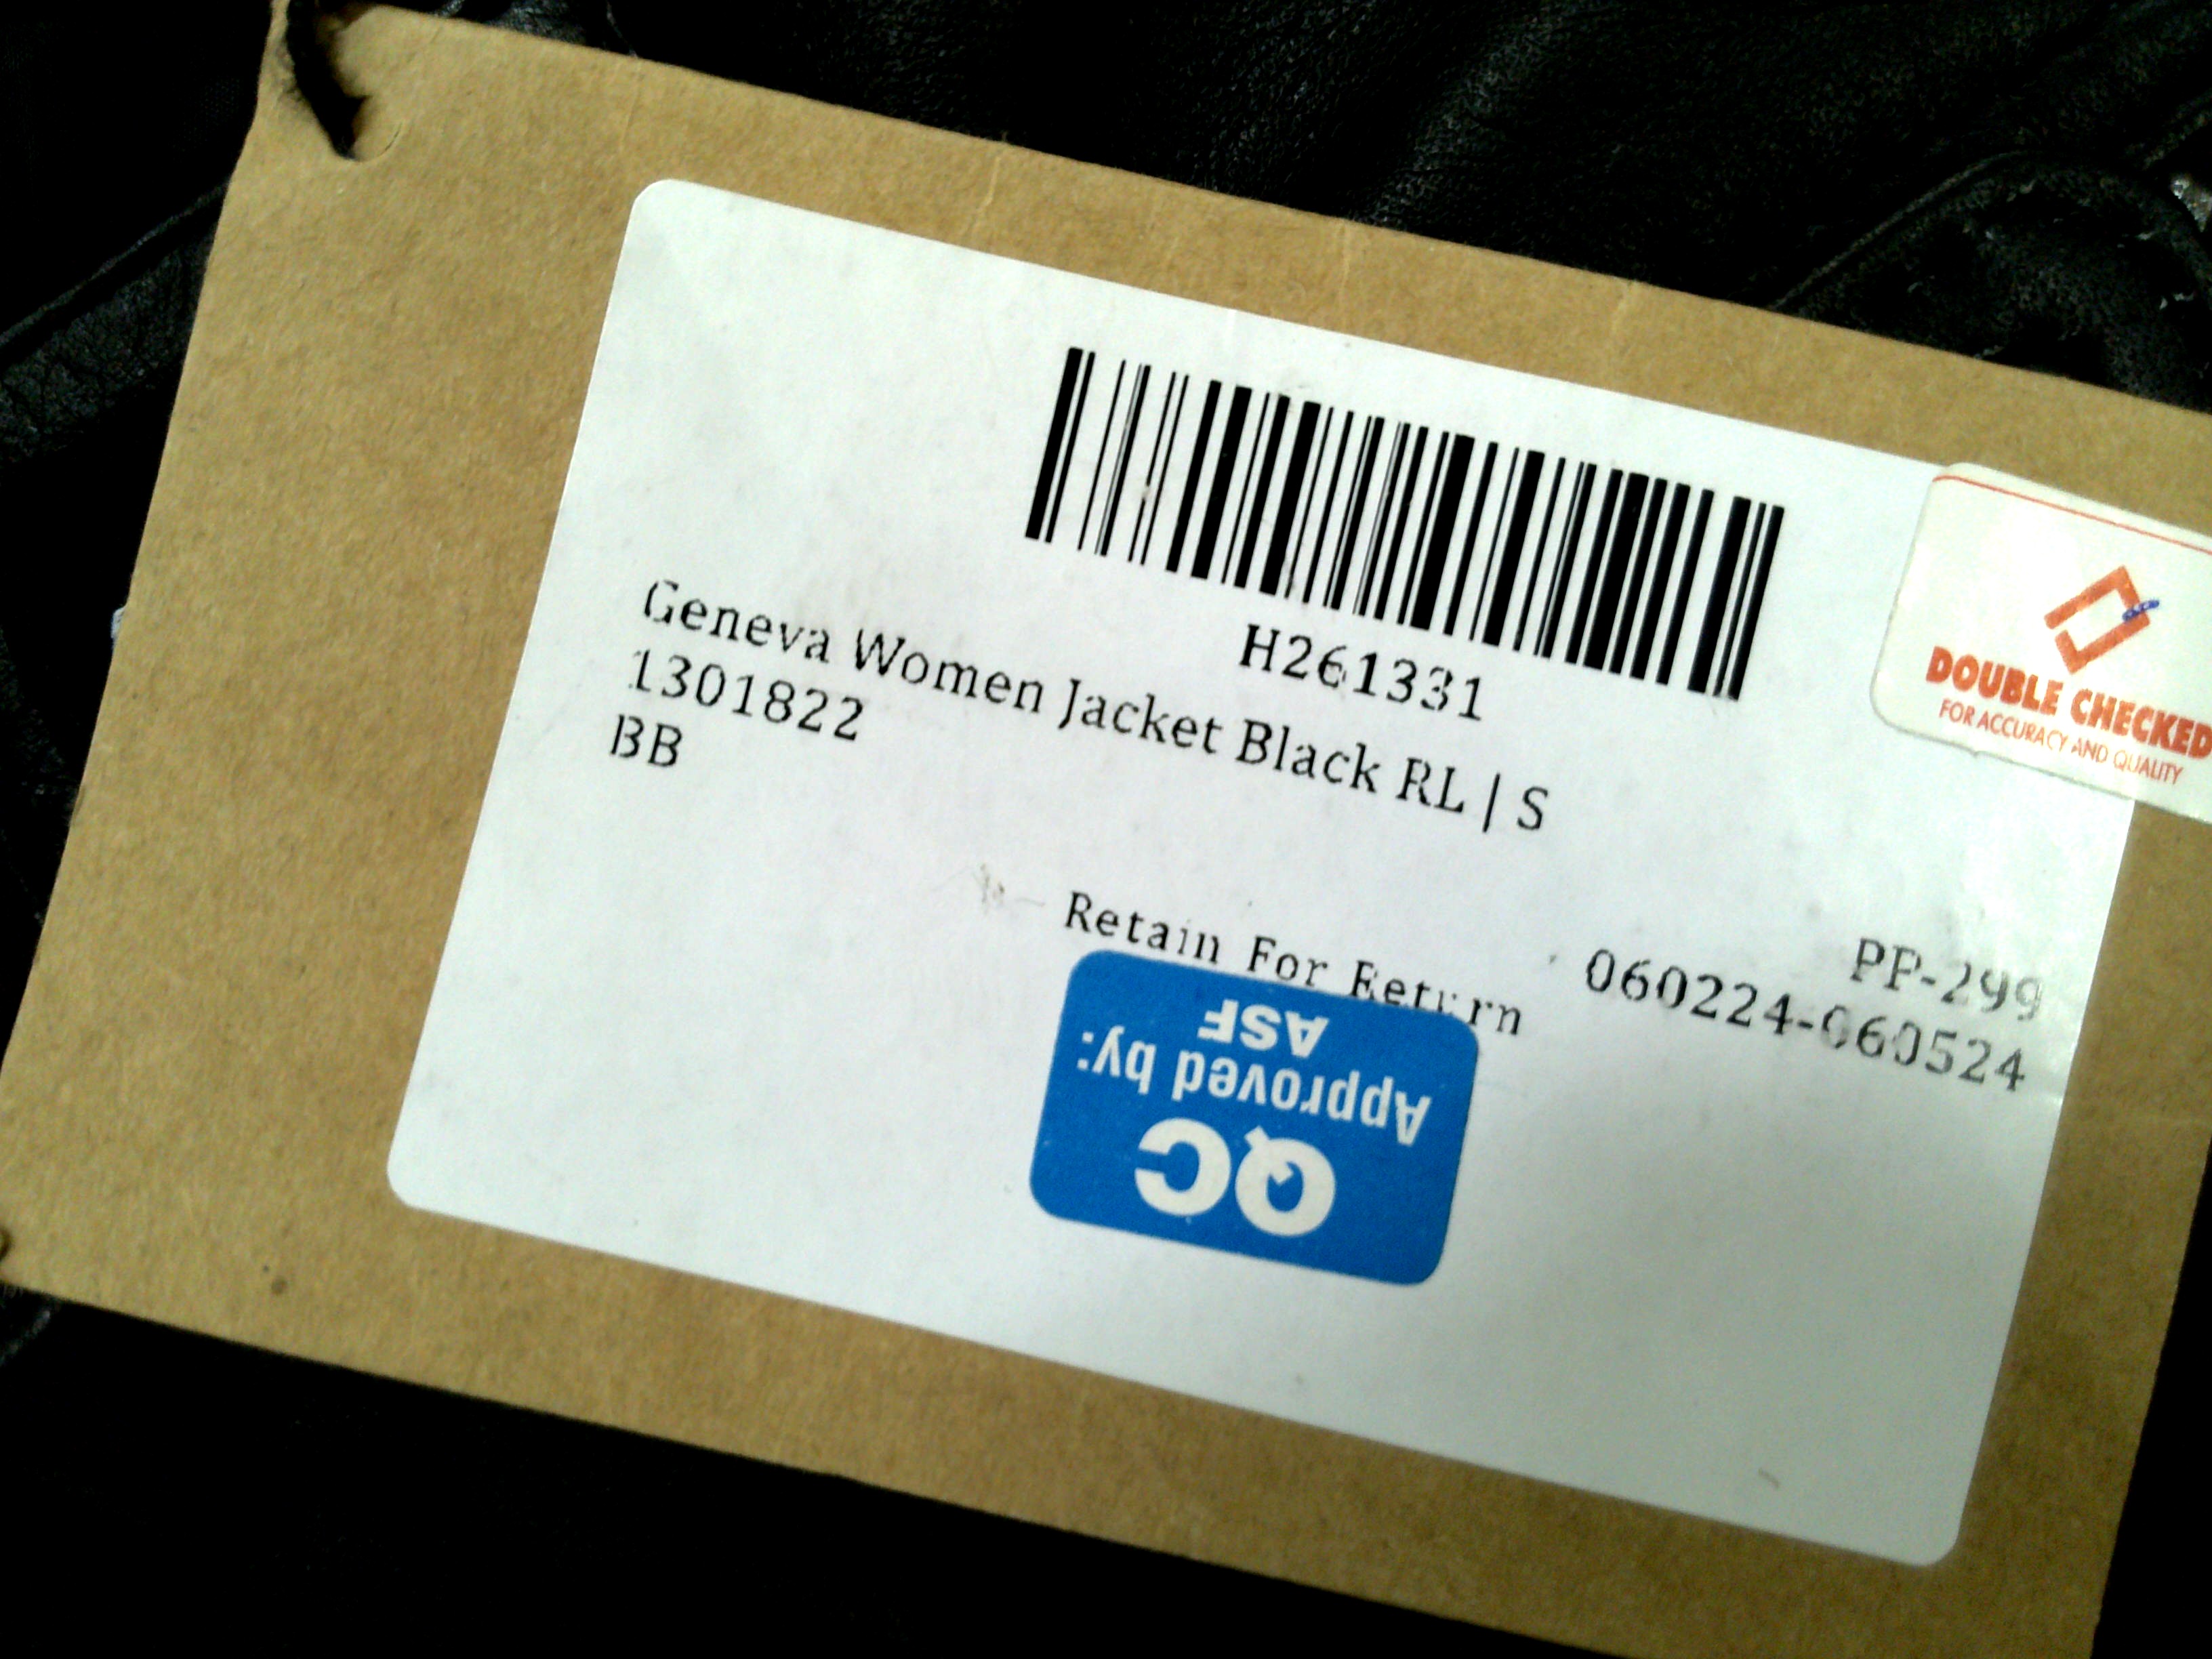 H261331
Geneva Women Jacket Black RL | S
1301822
BB
DOUBLE CHECKED
FOR ACCURACY AND QUALITY
Retain For Return
PP-299
060224-060524
QC
Approved by:
ASF